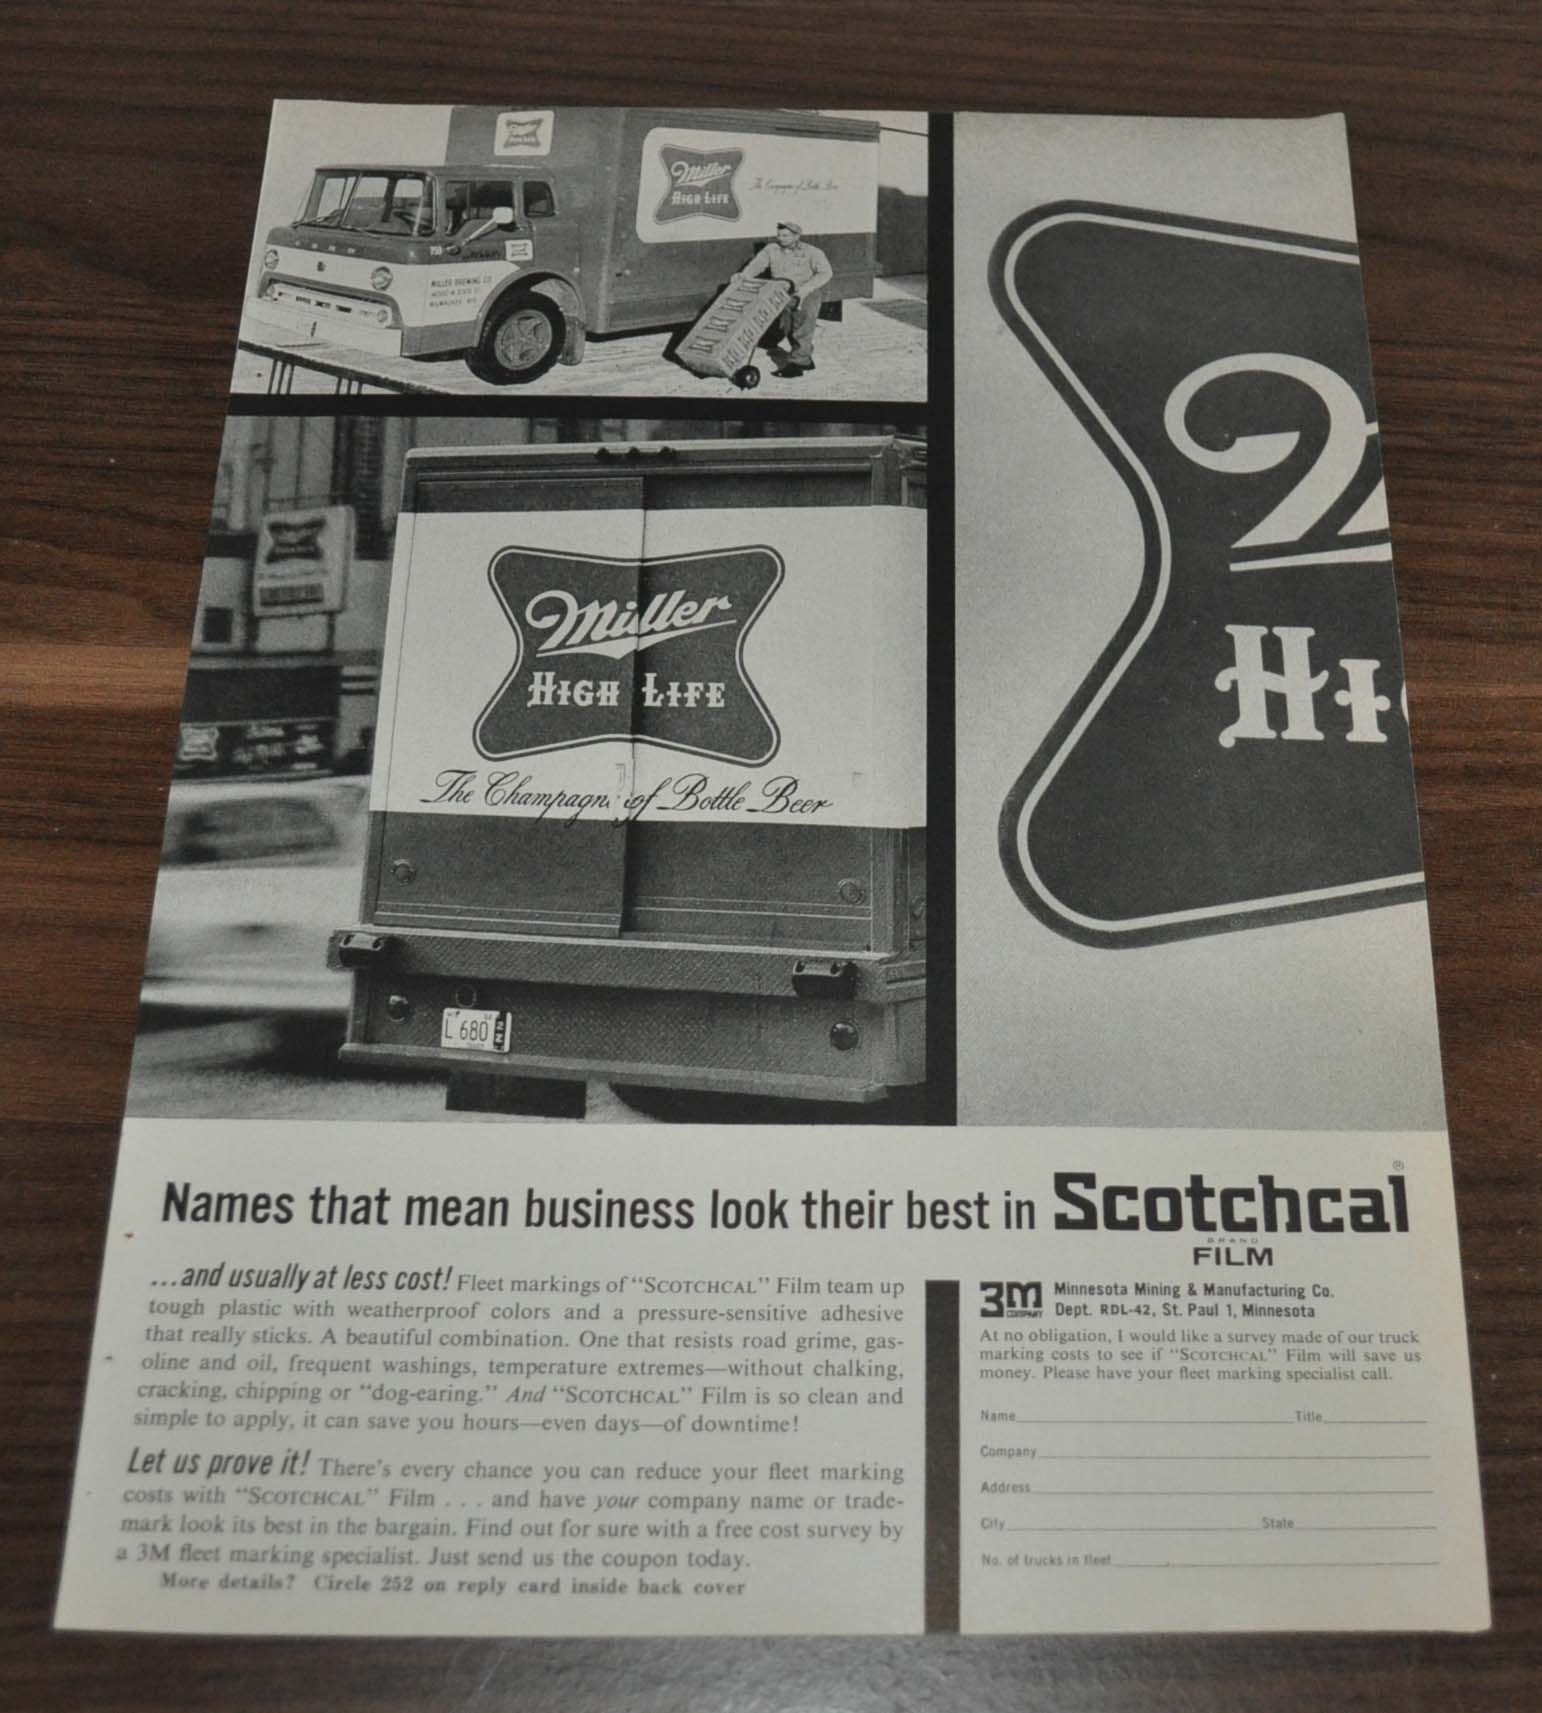 Miller
HIGH LIFE
FORD
MILLER BREWING CO.
MILWAUKEE, WIS.
Miller
HIGH LIFE
The Champagne of Bottle Beer
L 680
HI
Names that mean business look their best in Scotchcal®
BRAND
FILM
...and usually at less cost! Fleet markings of "SCOTCHCAL" Film team up
tough plastic with weatherproof colors and a pressure-sensitive adhesive
that really sticks. A beautiful combination. One that resists road grime, gas-
oline and oil, frequent washings, temperature extremes—without chalking,
cracking, chipping or "dog-earing." And "SCOTCHCAL" Film is so clean and
simple to apply, it can save you hours—even days—of downtime!
Let us prove it! There's every chance you can reduce your fleet marking
costs with "SCOTCHCAL" Film . . . and have your company name or trade-
mark look its best in the bargain. Find out for sure with a free cost survey by
a 3M fleet marking specialist. Just send us the coupon today.
More details? Circle 252 on reply card inside back cover
3M
COMPANY
Minnesota Mining & Manufacturing Co.
Dept. RDL-42, St. Paul 1, Minnesota
At no obligation, I would like a survey made of our truck
marking costs to see if "SCOTCHCAL" Film will save us
money. Please have your fleet marking specialist call.
Name Title
Company
Address
City State
No. of trucks in fleet